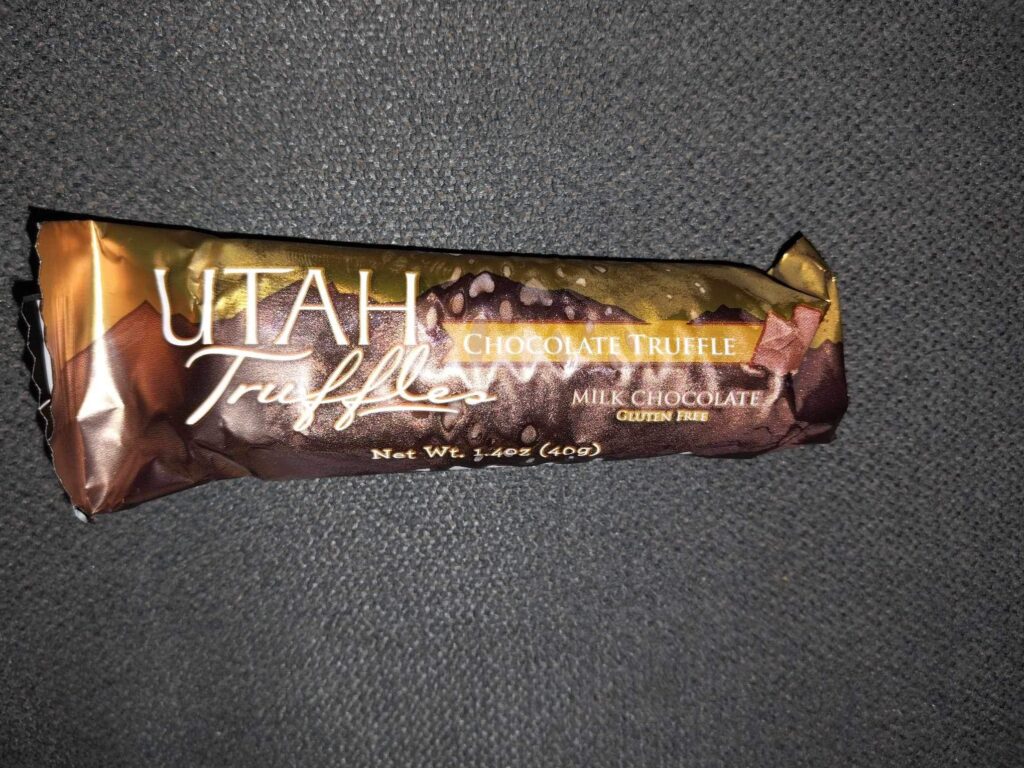 UTAH
Truffles
CHOCOLATE TRUFFLE
MILK CHOCOLATE
GLUTEN FREE
Net Wt. 1.4oz (40g)